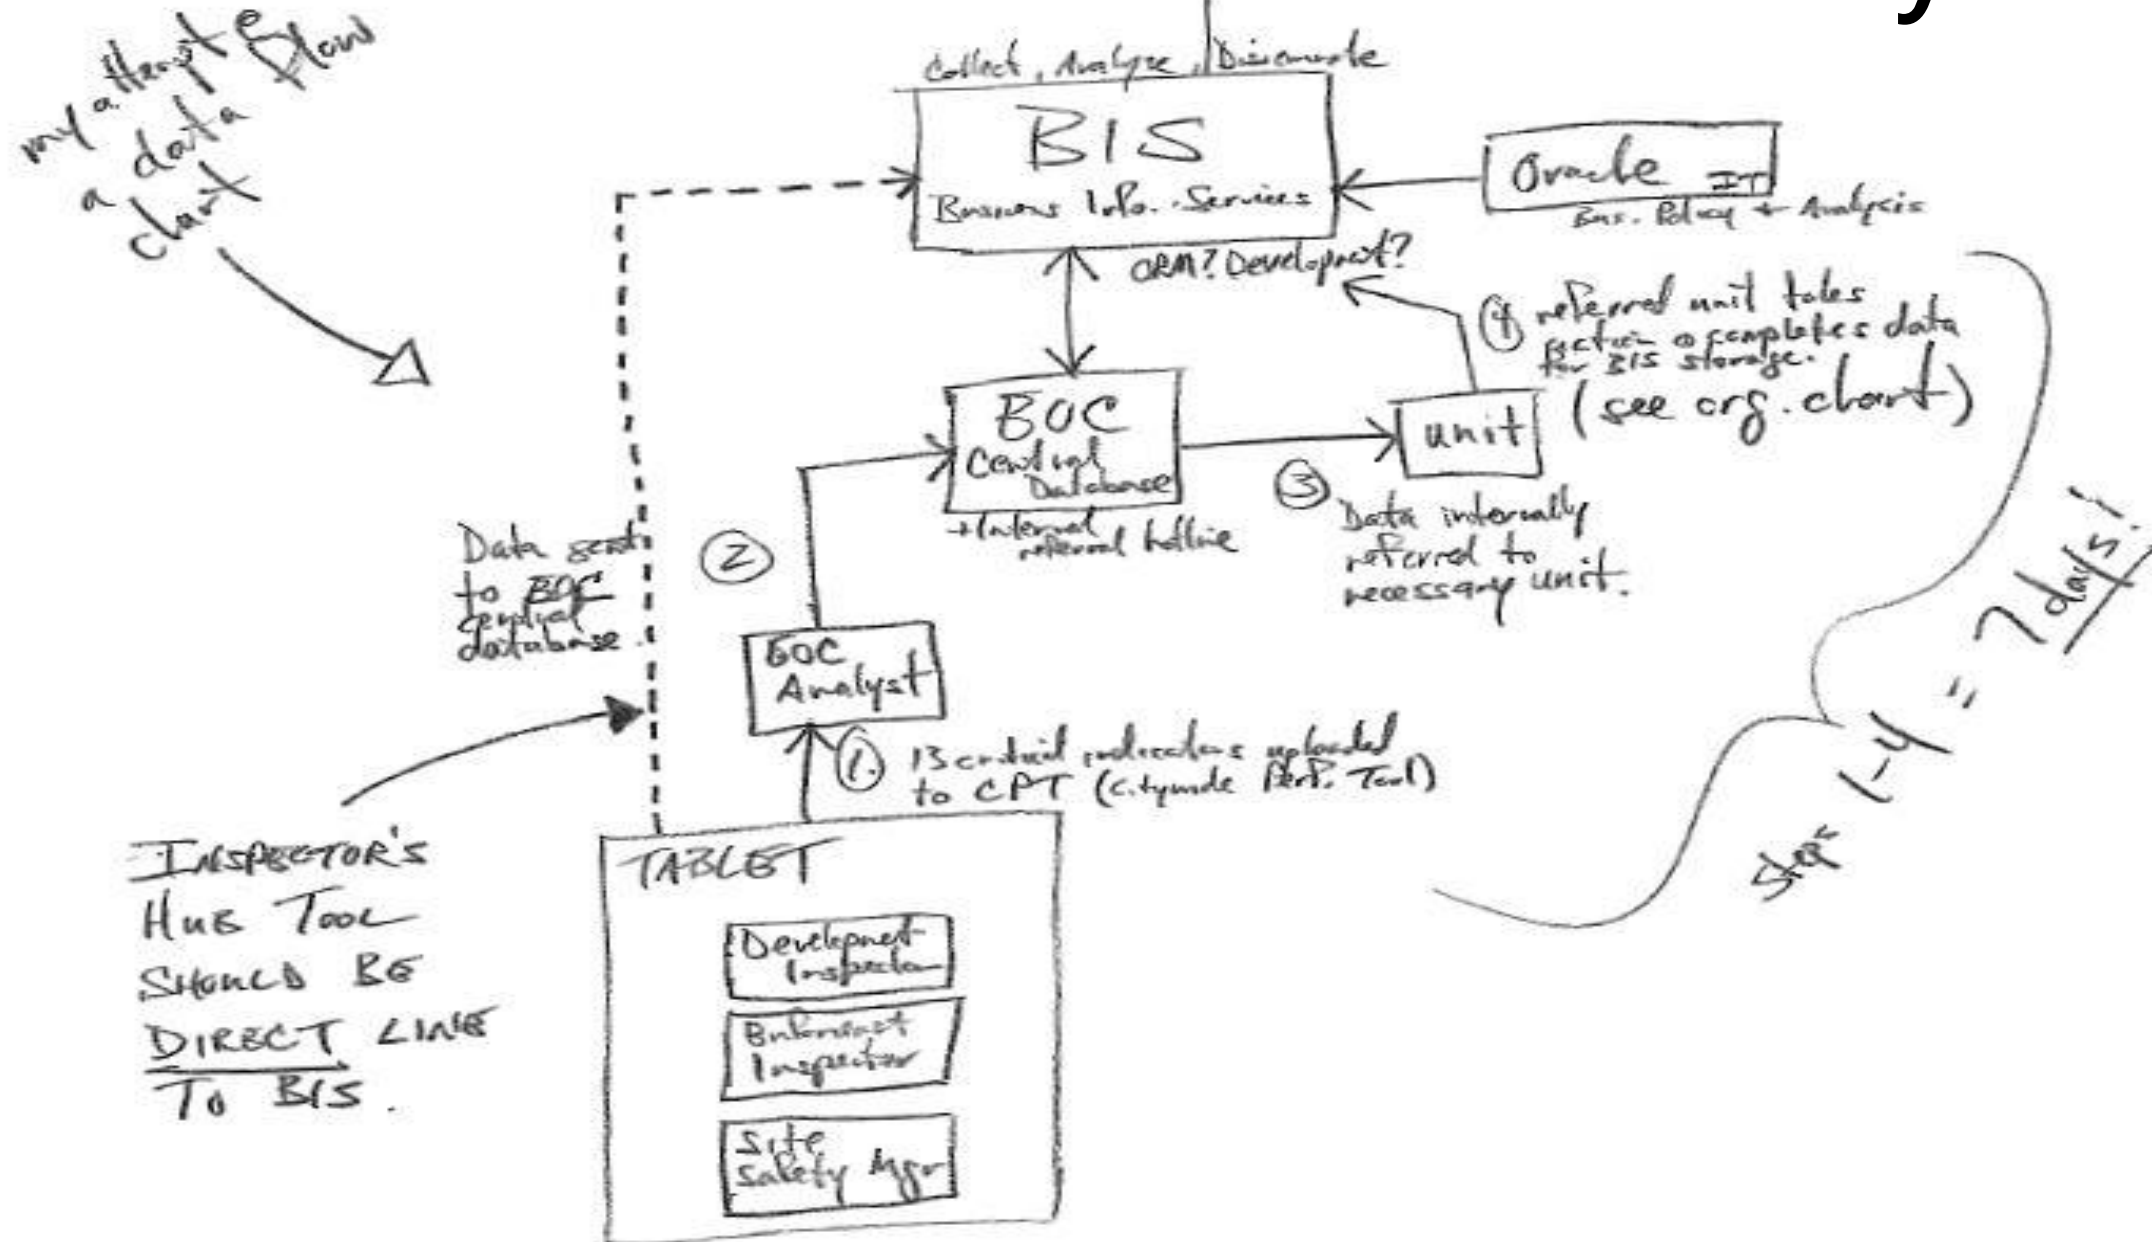 my attempt @
a data flow
chart
Collect, Analyze, Diseminate
BIS
Business Info. Services
Oracle IT
Bus. Policy + Analysis
CRM? Development?
④ referred unit takes
action & completes data
for BIS storage.
(see org. chart)
BOC
Central
Database
→ Internal
referral hotline
unit
③ Data internally
referred to
necessary unit.
②
Data sent
to BOC
central
database.
BOC
Analyst
①. 13 critical indicators uploaded
to CPT (Citywide Perf. Tool)
Steps 1-4 = 7 days!
INSPECTOR'S
HUB TOOL
SHOULD BE
DIRECT LINE
TO BIS.
TABLET
Development
Inspector
Enforcement
Inspector
Site
Safety Mgr